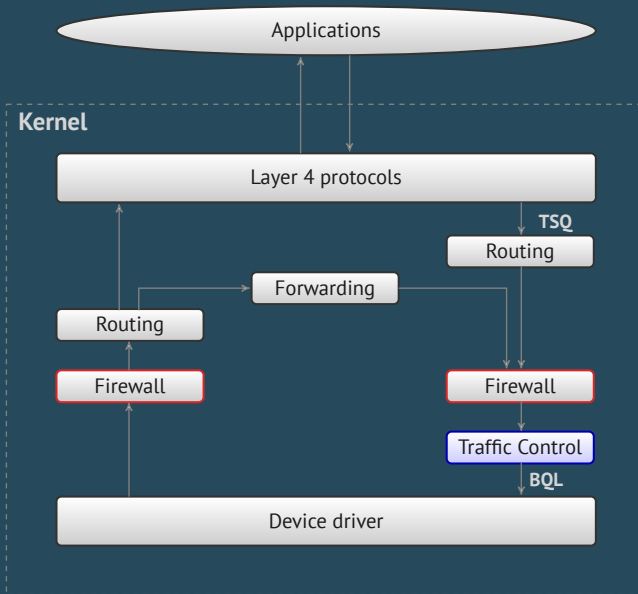 Applications
Kernel
Layer 4 protocols
TSQ
Routing
Forwarding
Routing
Firewall
Firewall
Traffic Control
BQL
Device driver